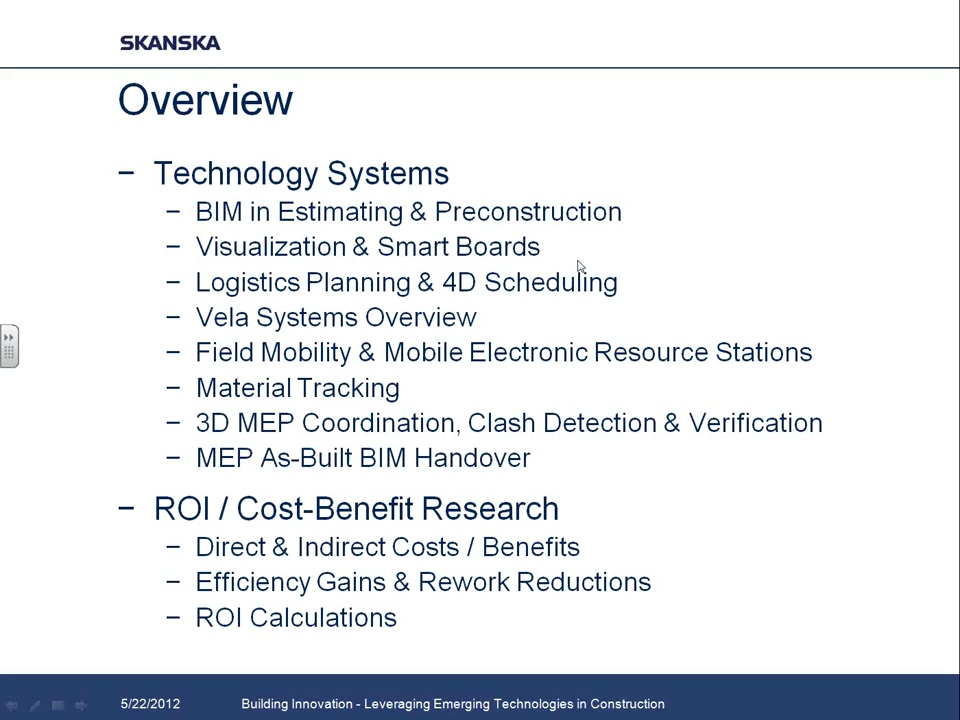 SKANSKA
Overview
− Technology Systems
− BIM in Estimating & Preconstruction
− Visualization & Smart Boards
− Logistics Planning & 4D Scheduling
− Vela Systems Overview
− Field Mobility & Mobile Electronic Resource Stations
− Material Tracking
− 3D MEP Coordination, Clash Detection & Verification
− MEP As-Built BIM Handover
− ROI / Cost-Benefit Research
− Direct & Indirect Costs / Benefits
− Efficiency Gains & Rework Reductions
− ROI Calculations
5/22/2012 Building Innovation - Leveraging Emerging Technologies in Construction